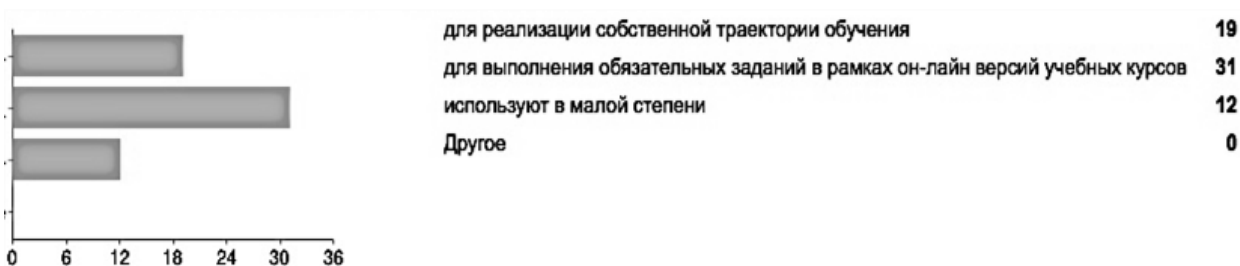 для реализации собственной траектории обучения 19
для выполнения обязательных заданий в рамках он-лайн версий учебных курсов 31
используют в малой степени 12
Другое 0
0 6 12 18 24 30 36